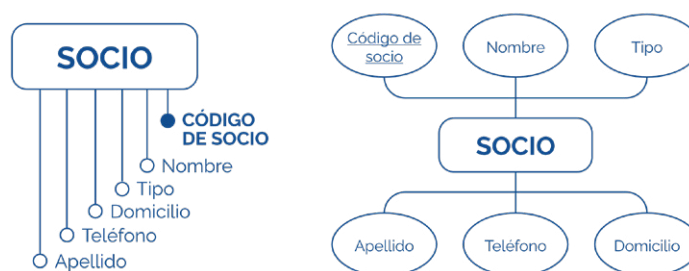 SOCIO
CÓDIGO
DE SOCIO
Nombre
Tipo
Domicilio
Teléfono
Apellido
Código de
socio
Nombre
Tipo
SOCIO
Apellido
Teléfono
Domicilio